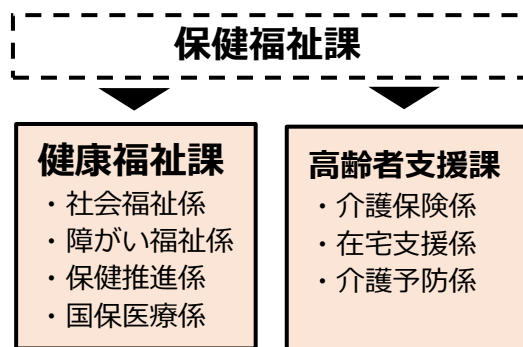 保健福祉課
健康福祉課
・社会福祉係
・障がい福祉係
・保健推進係
・国保医療係
高齢者支援課
・介護保険係
・在宅支援係
・介護予防係